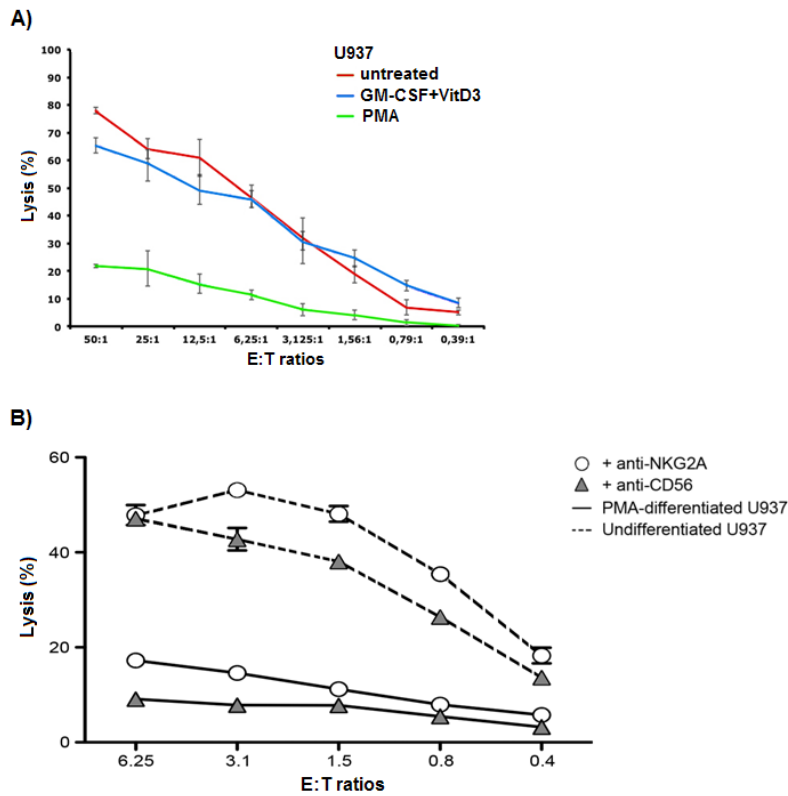 A)
U937
untreated
GM-CSF+VitD3
PMA
100
90
80
70
60
50
40
30
20
10
0
Lysis (%)
50:1 25:1 12,5:1 6,25:1 3,125:1 1,56:1 0,79:1 0,39:1
E:T ratios
B)
+ anti-NKG2A
+ anti-CD56
PMA-differentiated U937
Undifferentiated U937
60
40
20
0
Lysis (%)
6.25 3.1 1.5 0.8 0.4
E:T ratios